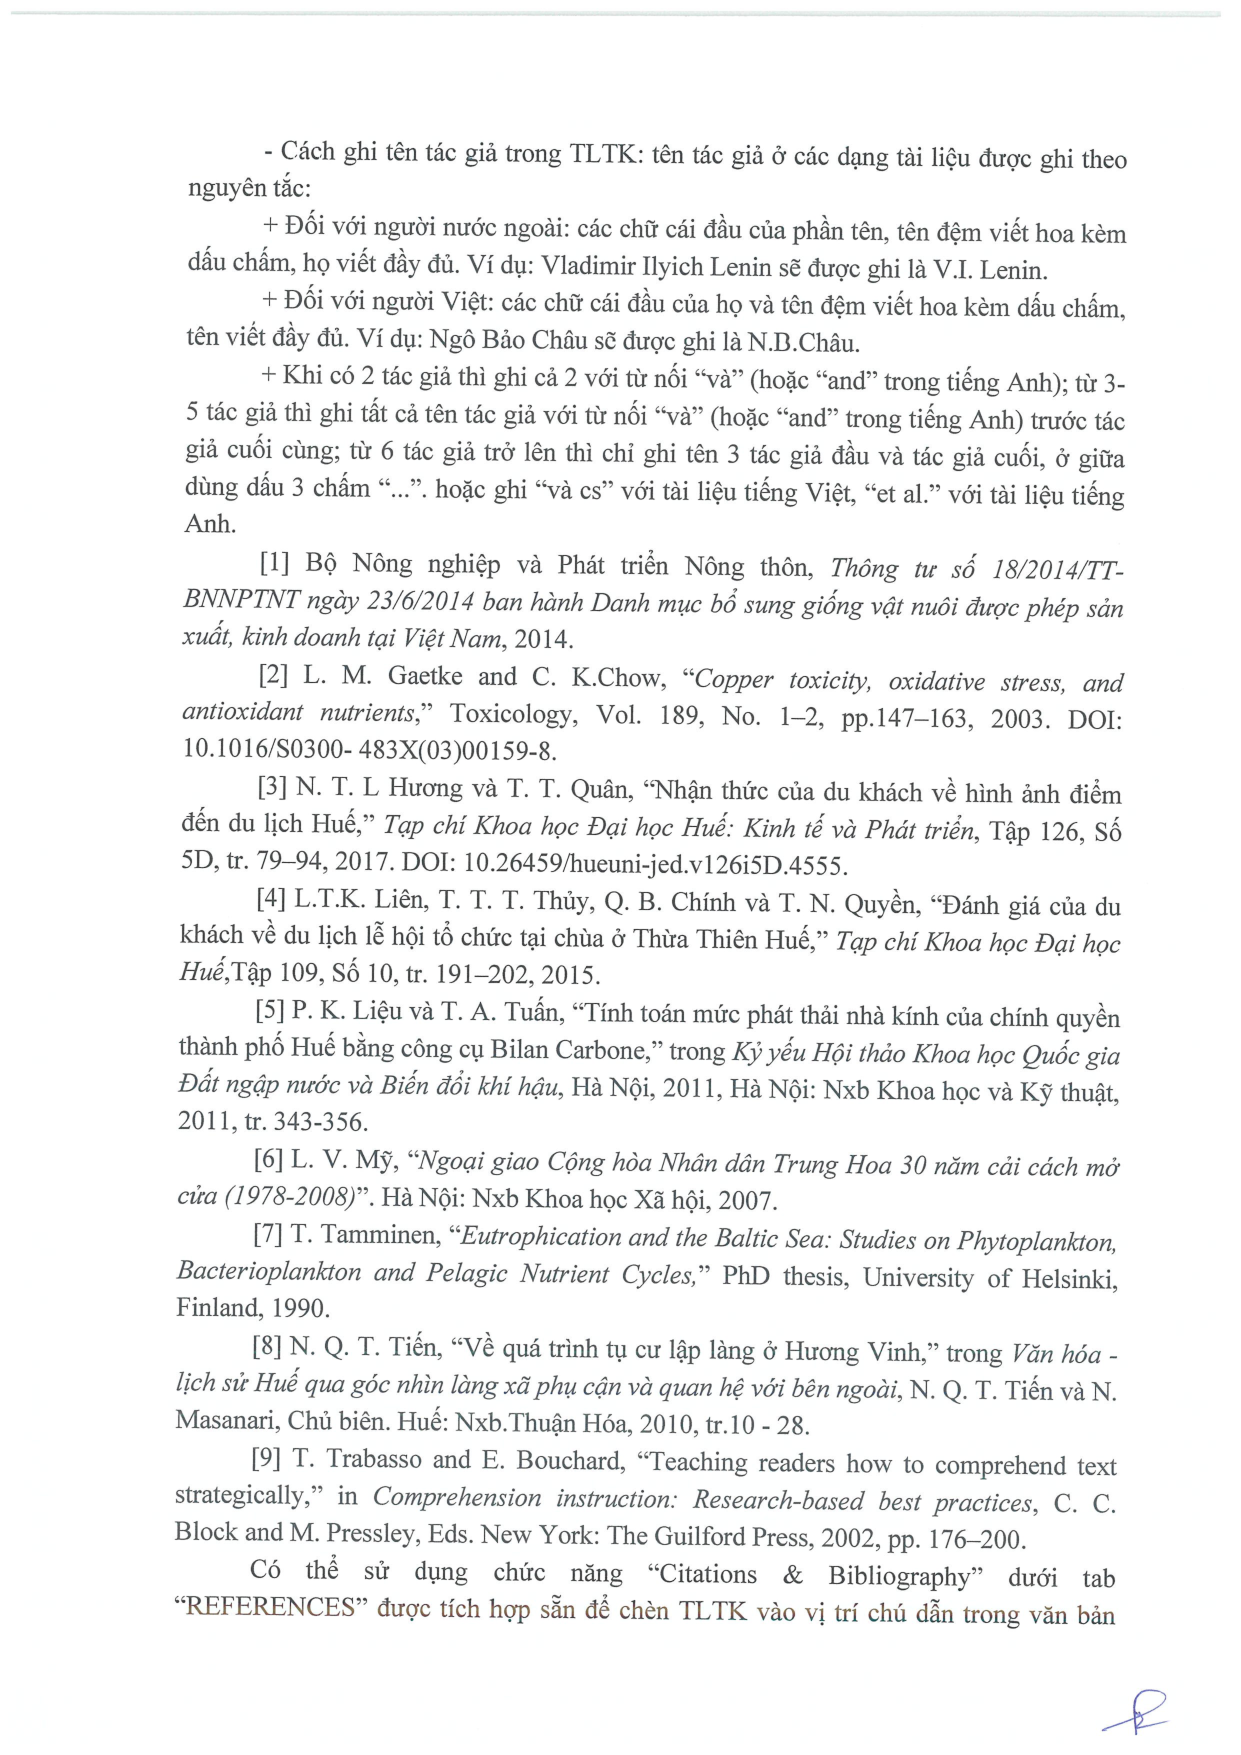 - Cách ghi tên tác giả trong TLTK: tên tác giả ở các dạng tài liệu được ghi theo
nguyên tắc:
+ Đối với người nước ngoài: các chữ cái đầu của phần tên, tên đệm viết hoa kèm
dấu chấm, họ viết đầy đủ. Ví dụ: Vladimir Ilyich Lenin sẽ được ghi là V.I. Lenin.
+ Đối với người Việt: các chữ cái đầu của họ và tên đệm viết hoa kèm dấu chấm,
tên viết đầy đủ. Ví dụ: Ngô Bảo Châu sẽ được ghi là N.B.Châu.
+ Khi có 2 tác giả thì ghi cả 2 với từ nối “và” (hoặc “and” trong tiếng Anh); từ 3-
5 tác giả thì ghi tất cả tên tác giả với từ nối “và” (hoặc “and” trong tiếng Anh) trước tác
giả cuối cùng; từ 6 tác giả trở lên thì chỉ ghi tên 3 tác giả đầu và tác giả cuối, ở giữa
dùng dấu 3 chấm “...”. hoặc ghi “và cs” với tài liệu tiếng Việt, “et al.” với tài liệu tiếng
Anh.
[1] Bộ Nông nghiệp và Phát triển Nông thôn, Thông tư số 18/2014/TT-
BNNPTNT ngày 23/6/2014 ban hành Danh mục bổ sung giống vật nuôi được phép sản
xuất, kinh doanh tại Việt Nam, 2014.
[2] L. M. Gaetke and C. K.Chow, “Copper toxicity, oxidative stress, and
antioxidant nutrients,” Toxicology, Vol. 189, No. 1–2, pp.147–163, 2003. DOI:
10.1016/S0300- 483X(03)00159-8.
[3] N. T. L Hương và T. T. Quân, “Nhận thức của du khách về hình ảnh điểm
đến du lịch Huế,” Tạp chí Khoa học Đại học Huế: Kinh tế và Phát triển, Tập 126, Số
5D, tr. 79–94, 2017. DOI: 10.26459/hueuni-jed.v126i5D.4555.
[4] L.T.K. Liên, T. T. T. Thủy, Q. B. Chính và T. N. Quyền, “Đánh giá của du
khách về du lịch lễ hội tổ chức tại chùa ở Thừa Thiên Huế,” Tạp chí Khoa học Đại học
Huế,Tập 109, Số 10, tr. 191–202, 2015.
[5] P. K. Liệu và T. A. Tuấn, “Tính toán mức phát thải nhà kính của chính quyền
thành phố Huế bằng công cụ Bilan Carbone,” trong Kỷ yếu Hội thảo Khoa học Quốc gia
Đất ngập nước và Biến đổi khí hậu, Hà Nội, 2011, Hà Nội: Nxb Khoa học và Kỹ thuật,
2011, tr. 343-356.
[6] L. V. Mỹ, “Ngoại giao Cộng hòa Nhân dân Trung Hoa 30 năm cải cách mở
cửa (1978-2008)”. Hà Nội: Nxb Khoa học Xã hội, 2007.
[7] T. Tamminen, “Eutrophication and the Baltic Sea: Studies on Phytoplankton,
Bacterioplankton and Pelagic Nutrient Cycles,” PhD thesis, University of Helsinki,
Finland, 1990.
[8] N. Q. T. Tiến, “Về quá trình tụ cư lập làng ở Hương Vinh,” trong Văn hóa -
lịch sử Huế qua góc nhìn làng xã phụ cận và quan hệ với bên ngoài, N. Q. T. Tiến và N.
Masanari, Chủ biên. Huế: Nxb.Thuận Hóa, 2010, tr.10 - 28.
[9] T. Trabasso and E. Bouchard, “Teaching readers how to comprehend text
strategically,” in Comprehension instruction: Research-based best practices, C. C.
Block and M. Pressley, Eds. New York: The Guilford Press, 2002, pp. 176–200.
Có thể sử dụng chức năng “Citations & Bibliography” dưới tab
“REFERENCES” được tích hợp sẵn để chèn TLTK vào vị trí chú dẫn trong văn bản